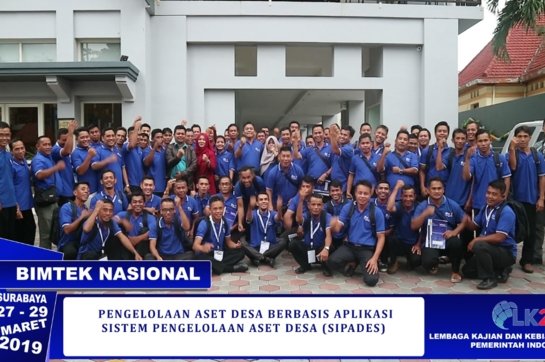 BIMTEK NASIONAL
SURABAYA
27 - 29
MARET
2019
PENGELOLAAN ASET DESA BERBASIS APLIKASI
SISTEM PENGELOLAAN ASET DESA (SIPADES)
LEMBAGA KAJIAN DAN KEBI
PEMERINTAH INDO